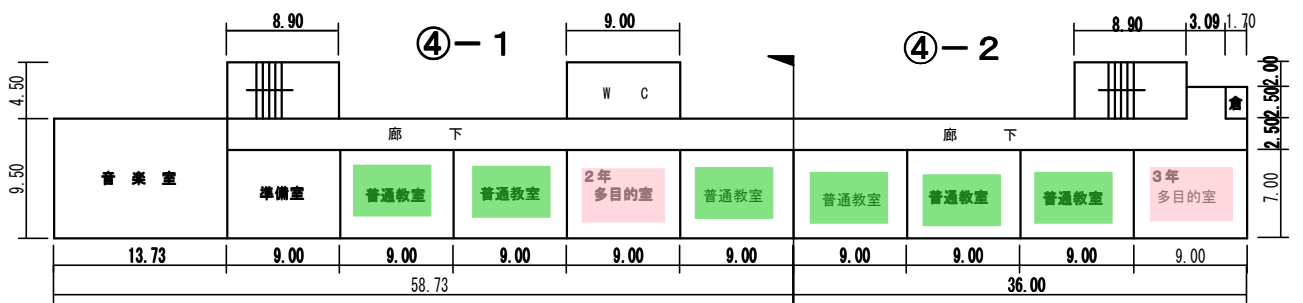 8.90
9.00
8.90
3.09
1.70
④-1
④-2
4.50
W C
倉
2.00
2.50
2.50
廊 下
廊 下
9.50
音 楽 室
準備室
普通教室
普通教室
2年
多目的室
普通教室
普通教室
普通教室
普通教室
3年
多目的室
7.00
13.73
9.00
9.00
9.00
9.00
9.00
9.00
9.00
9.00
9.00
58.73
36.00